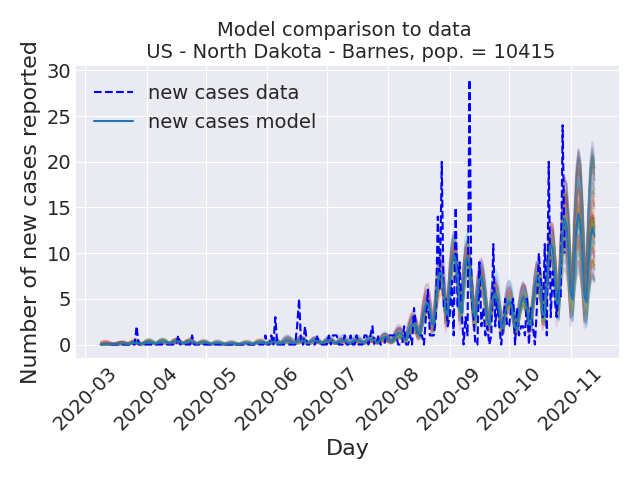 Model comparison to data
US - North Dakota - Barnes, pop. = 10415
Number of new cases reported
30
25
20
15
10
5
0
new cases data
new cases model
2020-03
2020-04
2020-05
2020-06
2020-07
2020-08
2020-09
2020-10
2020-11
Day